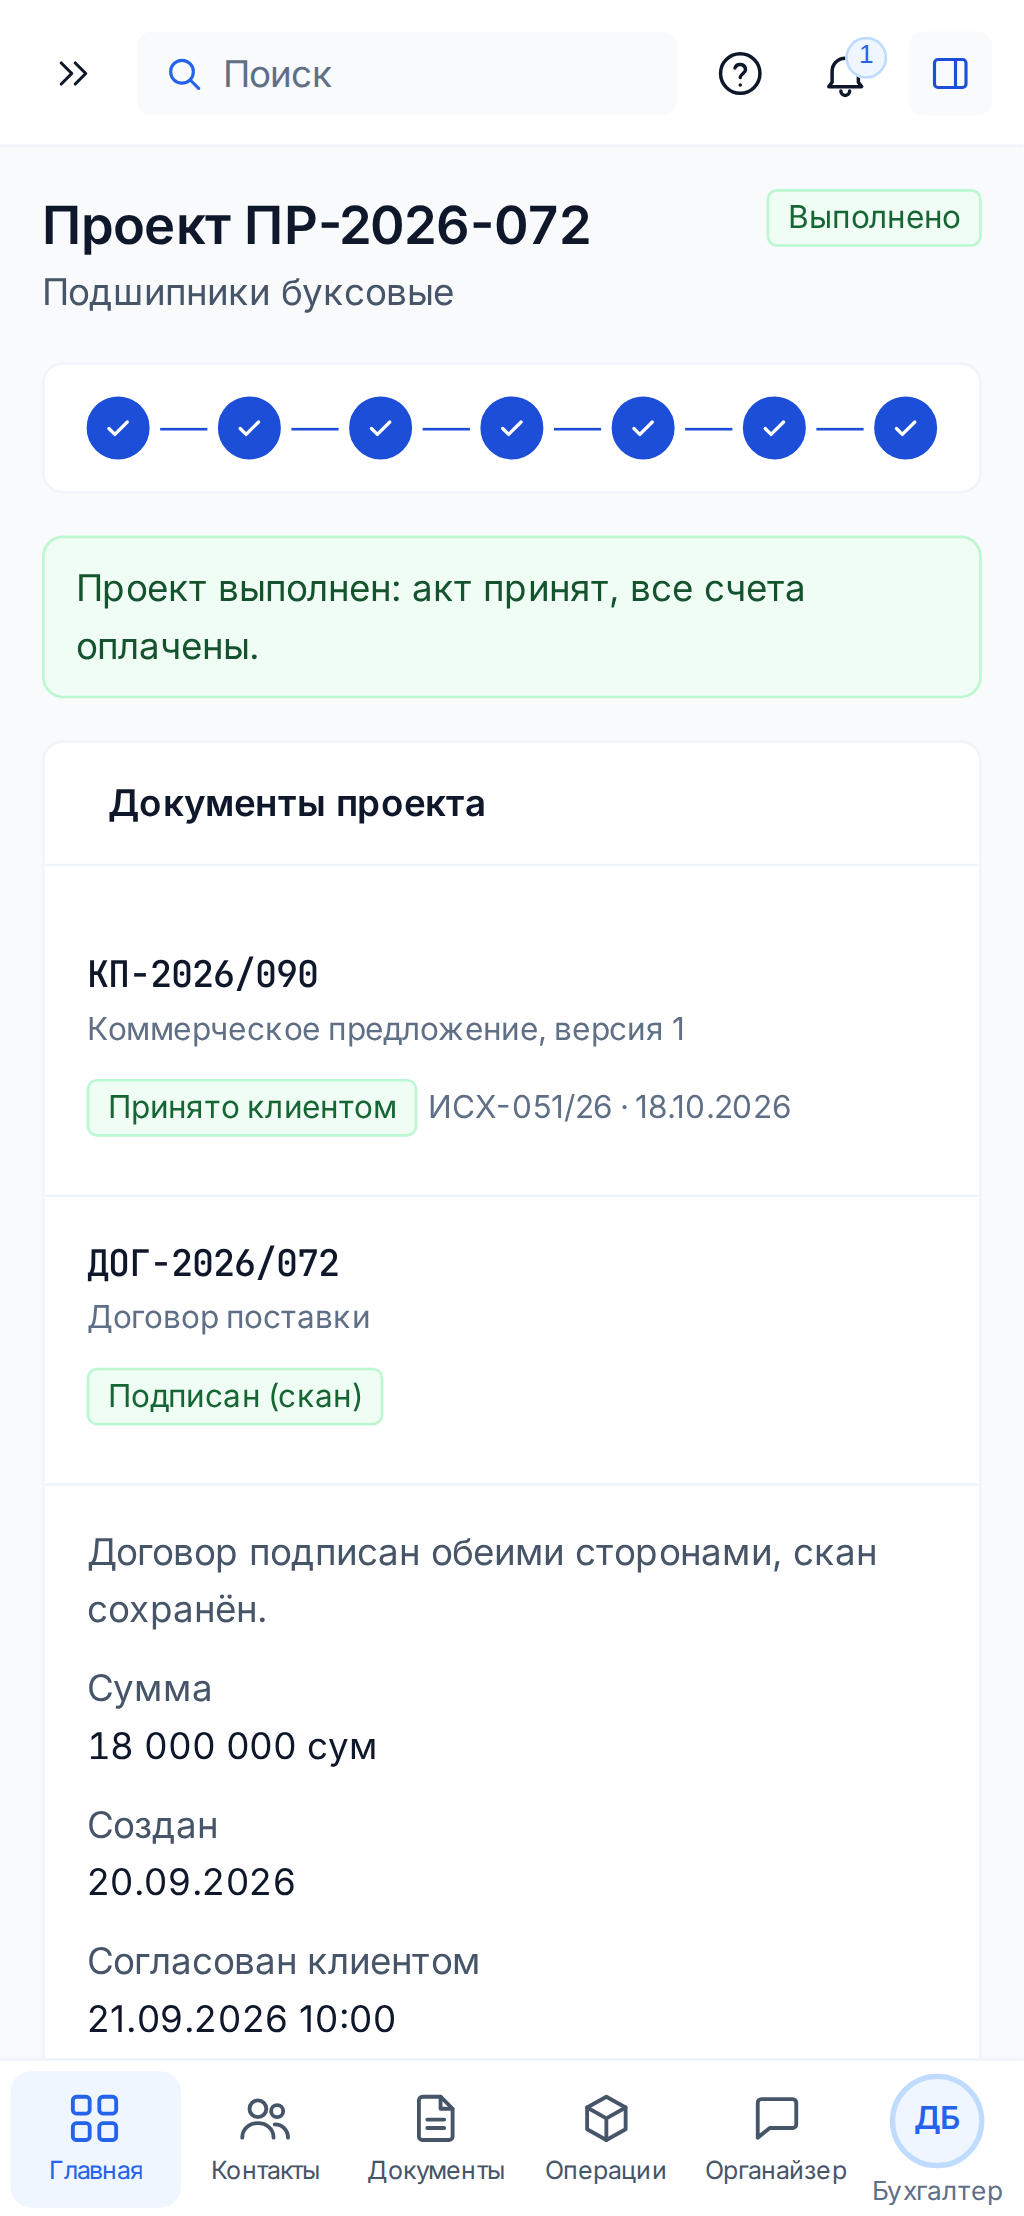 Поиск
1
Проект ПР-2026-072
Выполнено
Подшипники буксовые
Проект выполнен: акт принят, все счета
оплачены.
Документы проекта
КП-2026/090
Коммерческое предложение, версия 1
Принято клиентом ИСХ-051/26 · 18.10.2026
ДОГ-2026/072
Договор поставки
Подписан (скан)
Договор подписан обеими сторонами, скан
сохранён.
Сумма
18 000 000 сум
Создан
20.09.2026
Согласован клиентом
21.09.2026 10:00
Главная
Контакты
Документы
Операции
Органайзер
ДБ
Бухгалтер